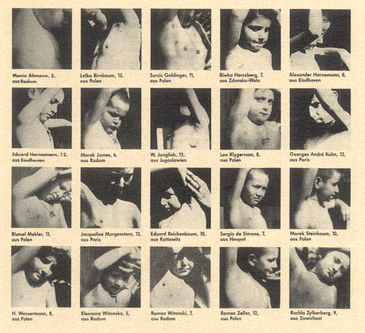 Mania Altmann, 5,
aus Radom
Lelka Birnbaum, 12,
aus Polen
Surcis Goldinger, 11,
aus Polen
Riwka Herszberg, 7,
aus Zdunska-Wola
Alexander Hornemann, 8,
aus Eindhoven
Eduard Hornemann, 12,
aus Eindhoven
Marek James, 6,
aus Radom
W. Junglieb, 12,
aus Jugoslawien
Lea Klygerman, 8,
aus Polen
Georges André Kohn, 12,
aus Paris
Blumel Mekler, 11,
aus Polen
Jacqueline Morgenstern, 12,
aus Paris
Eduard Reichenbaum, 10,
aus Kattowitz
Sergio de Simone, 7,
aus Neapel
Marek Steinbaum, 10,
aus Polen
H. Wassermann, 8,
aus Polen
Eleonora Witonska, 5,
aus Radom
Roman Witonski, 7,
aus Radom
Roman Zeller, 12,
aus Polen
Ruchla Zylberberg, 9,
aus Zawichost